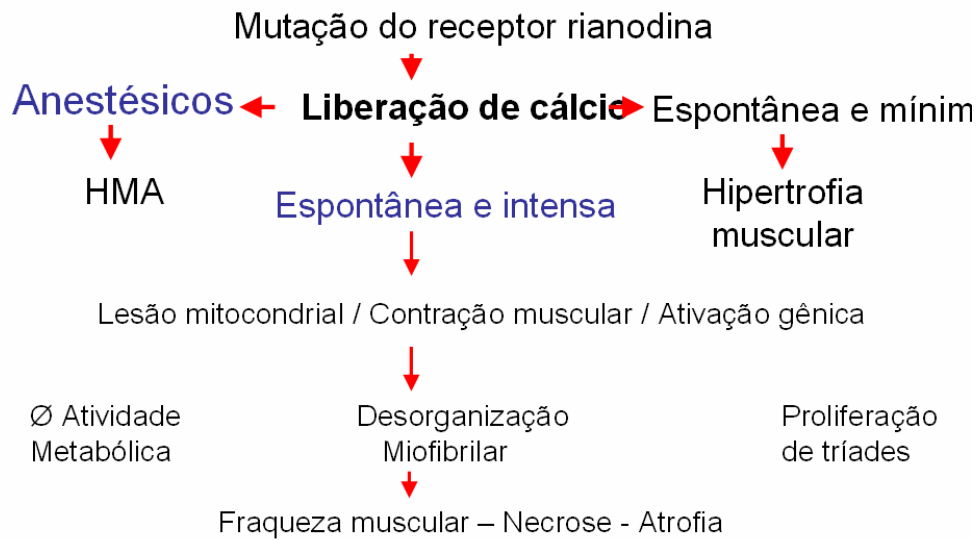 Mutação do receptor rianodina
Anestésicos
Liberação de cálcio
Espontânea e mínim
HMA
Espontânea e intensa
Hipertrofia
muscular
Lesão mitocondrial / Contração muscular / Ativação gênica
Ø Atividade
Metabólica
Desorganização
Miofibrilar
Proliferação
de tríades
Fraqueza muscular – Necrose - Atrofia